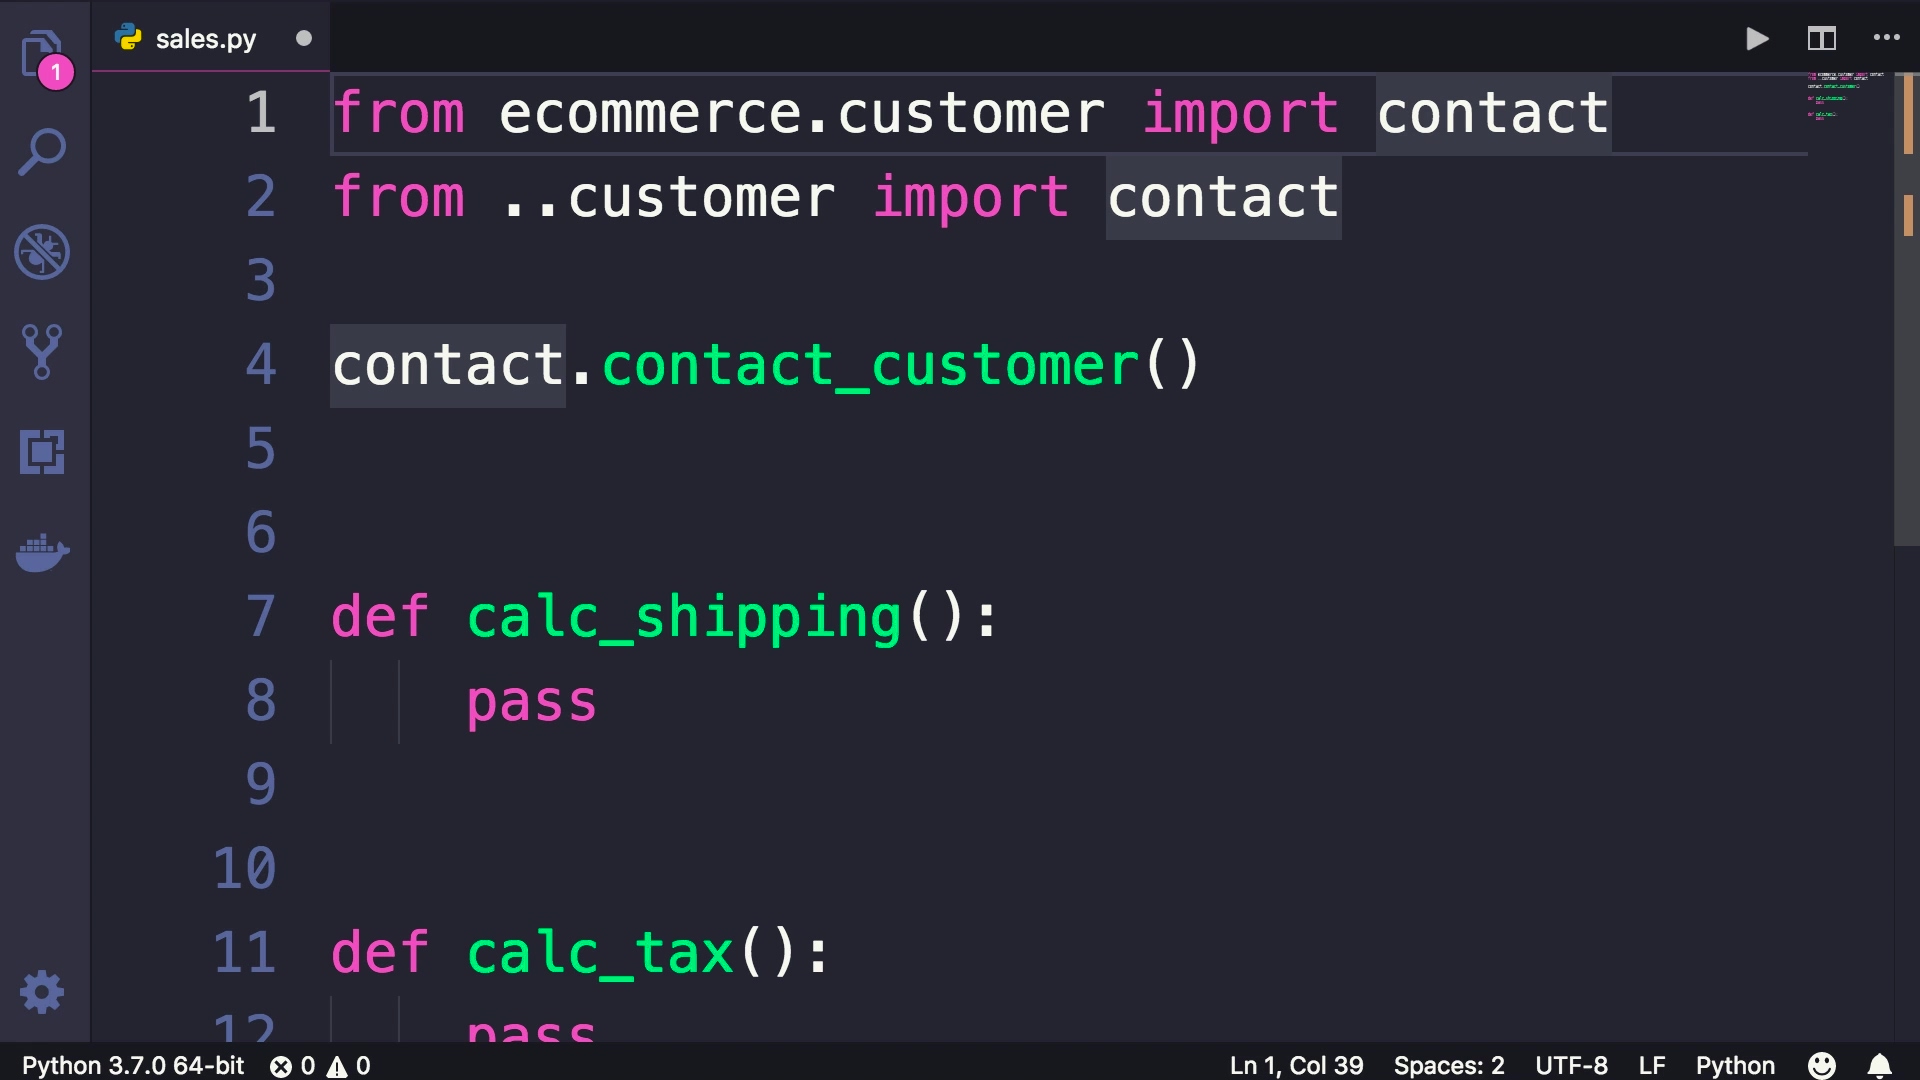 sales.py
1
1 from ecommerce.customer import contact
2 from ..customer import contact
3
4 contact.contact_customer()
5
6
7 def calc_shipping():
8 pass
9
10
11 def calc_tax():
12 pass
Python 3.7.0 64-bit 0 0 Ln 1, Col 39 Spaces: 2 UTF-8 LF Python